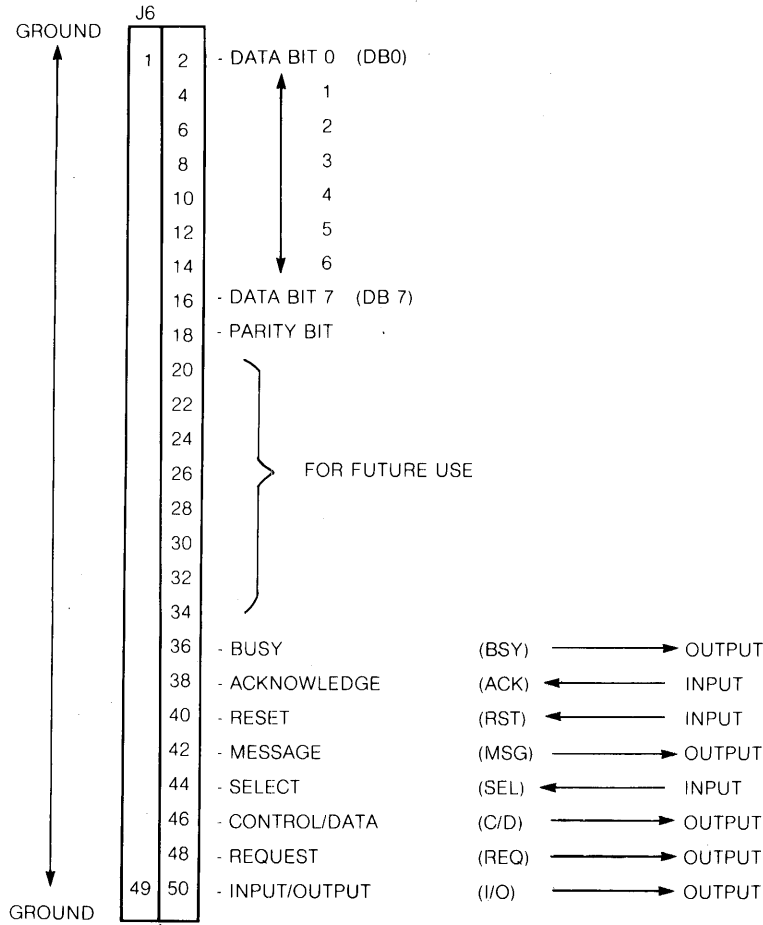 J6
GROUND
1 2 - DATA BIT 0 (DB0)
4 1
6 2
8 3
10 4
12 5
14 6
16 - DATA BIT 7 (DB 7)
18 - PARITY BIT
20
22
24
26 FOR FUTURE USE
28
30
32
34
36 - BUSY (BSY) OUTPUT
38 - ACKNOWLEDGE (ACK) INPUT
40 - RESET (RST) INPUT
42 - MESSAGE (MSG) OUTPUT
44 - SELECT (SEL) INPUT
46 - CONTROL/DATA (C/D) OUTPUT
48 - REQUEST (REQ) OUTPUT
49 50 - INPUT/OUTPUT (I/O) OUTPUT
GROUND